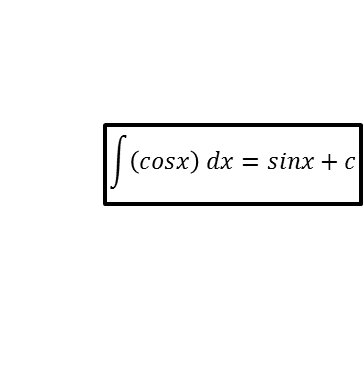 ∫(cosx) dx = sinx + c